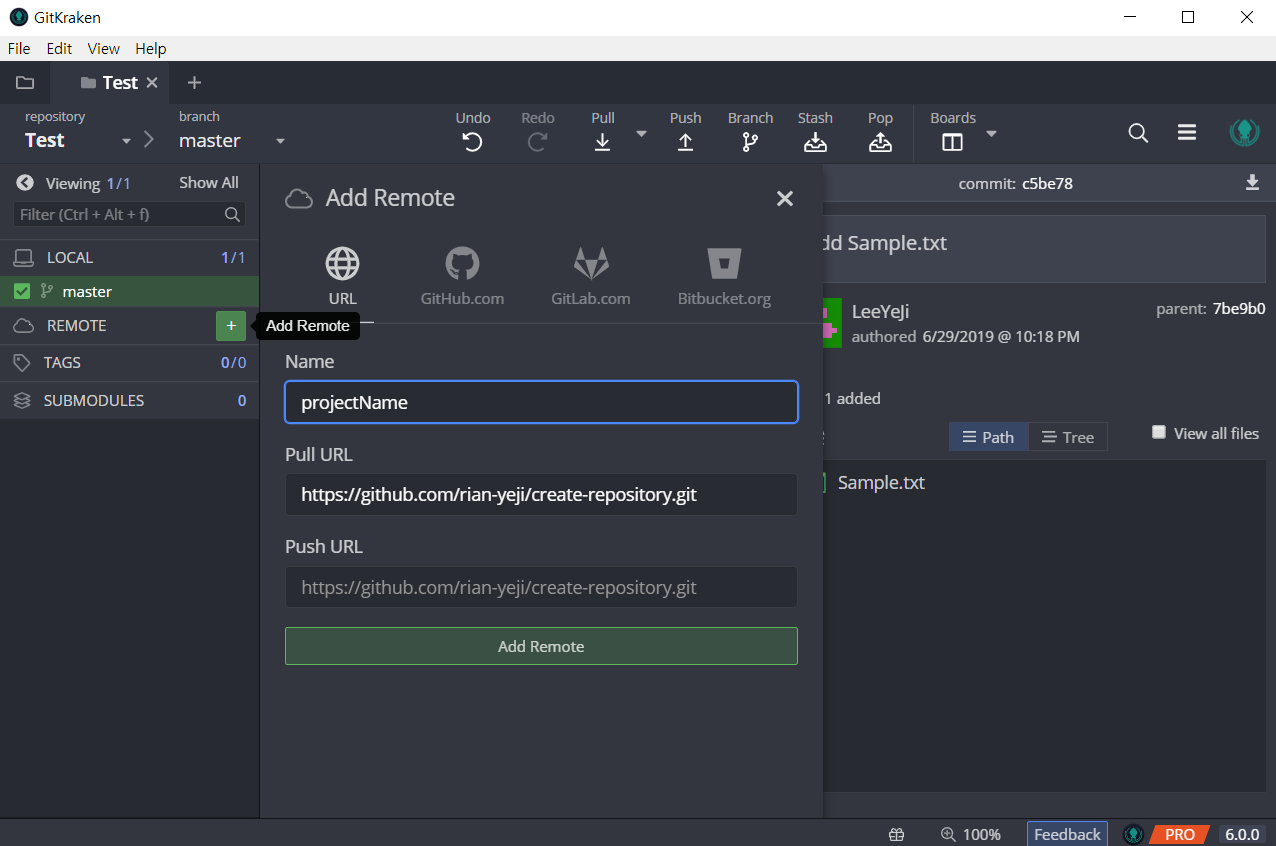 GitKraken
File Edit View Help
Test
repository
Test
branch
master
Undo
Redo
Pull
Push
Branch
Stash
Pop
Boards
Viewing 1/1 Show All
Filter (Ctrl + Alt + f)
LOCAL 1/1
master
REMOTE +
Add Remote
TAGS 0/0
SUBMODULES 0
Add Remote
URL
GitHub.com
GitLab.com
Bitbucket.org
Name
projectName
Pull URL
https://github.com/rian-yeji/create-repository.git
Push URL
https://github.com/rian-yeji/create-repository.git
Add Remote
commit: c5be78
dd Sample.txt
LeeYeJi
authored 6/29/2019 @ 10:18 PM
parent: 7be9b0
1 added
Path
Tree
View all files
Sample.txt
100%
Feedback
PRO
6.0.0